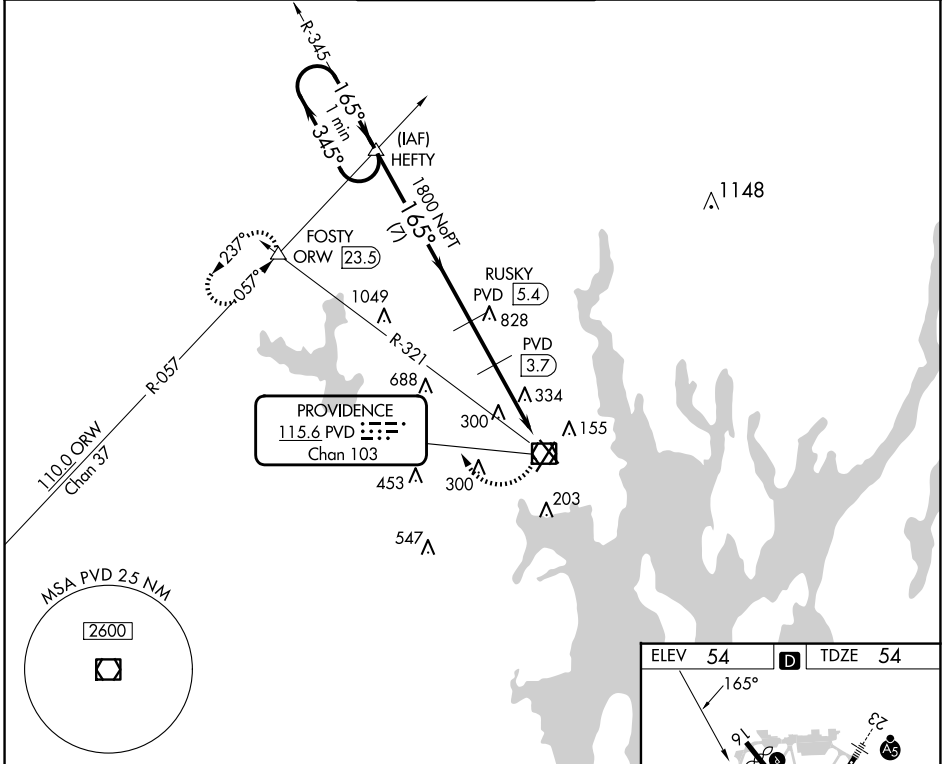 R-345
165°
1 min
345°
(IAF)
HEFTY
1800 NoPT
165°
(7)
1148
237°
057°
FOSTY
ORW 23.5
RUSKY
PVD 5.4
1049
828
R-321
PVD
3.7
R-057
688
334
300
155
PROVIDENCE
115.6 PVD
Chan 103
110.0 ORW
Chan 37
453
300
203
547
MSA PVD 25 NM
2600
ELEV 54 D TDZE 54
165°
16
23
A5